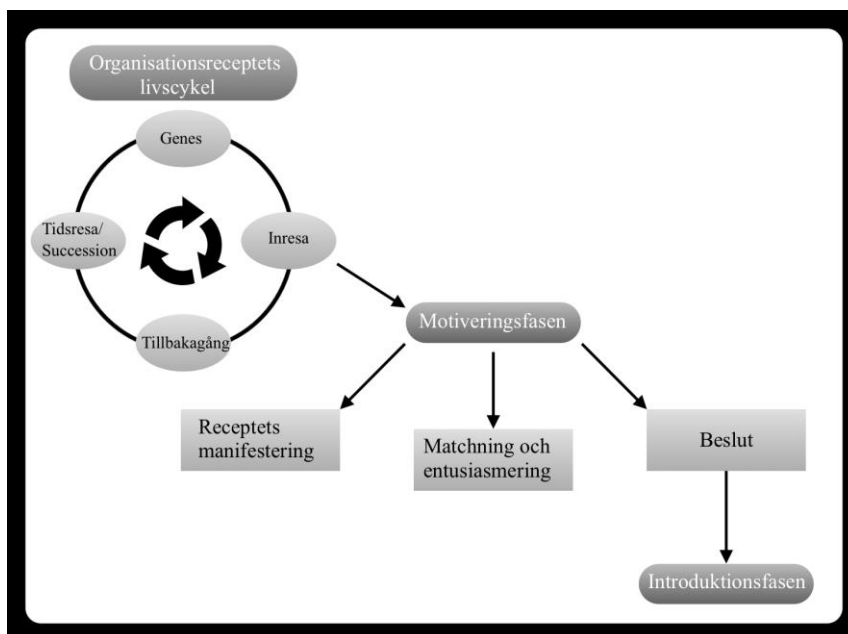 Organisationsreceptets
livscykel
Genes
Tidsresa/
Succession
Inresa
Tillbakagång
Motiveringsfasen
Receptets
manifestering
Matchning och
entusiasmering
Beslut
Introduktionsfasen